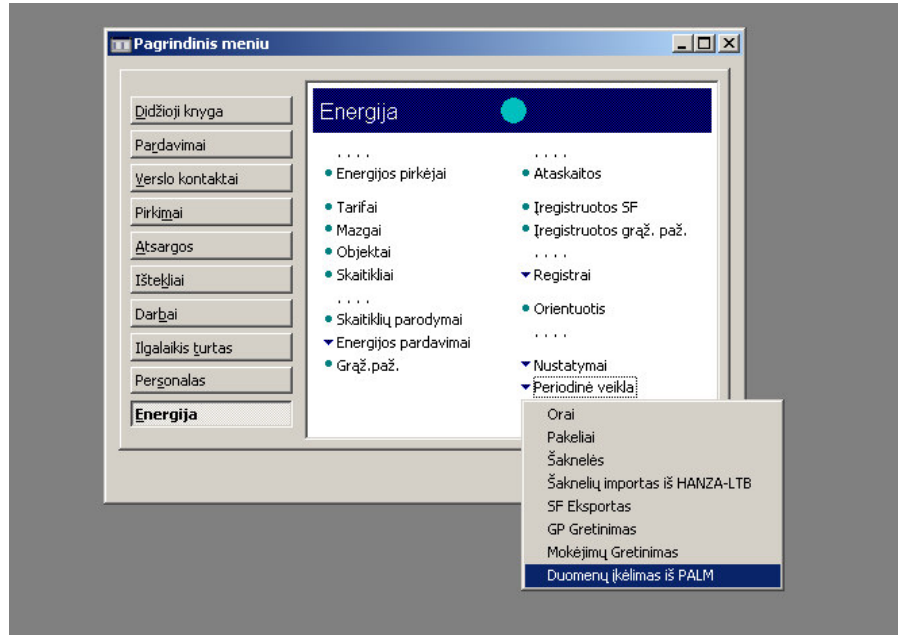 Pagrindinis meniu
Didžioji knyga
Pardavimai
Verslo kontaktai
Pirkimai
Atsargos
Ištekliai
Darbai
Ilgalaikis turtas
Personalas
Energija
Energija
. . . .
Energijos pirkėjai
Tarifai
Mazgai
Objektai
Skaitikliai
. . . .
Skaitiklių parodymai
Energijos pardavimai
Grąž.paž.
. . . .
Ataskaitos
Įregistruotos SF
Įregistruotos grąž. paž.
. . . .
Registrai
Orientuotis
. . . .
Nustatymai
Periodinė veikla
Orai
Pakeliai
Šaknelės
Šaknelių importas iš HANZA-LTB
SF Eksportas
GP Gretinimas
Mokėjimų Gretinimas
Duomenų įkėlimas iš PALM